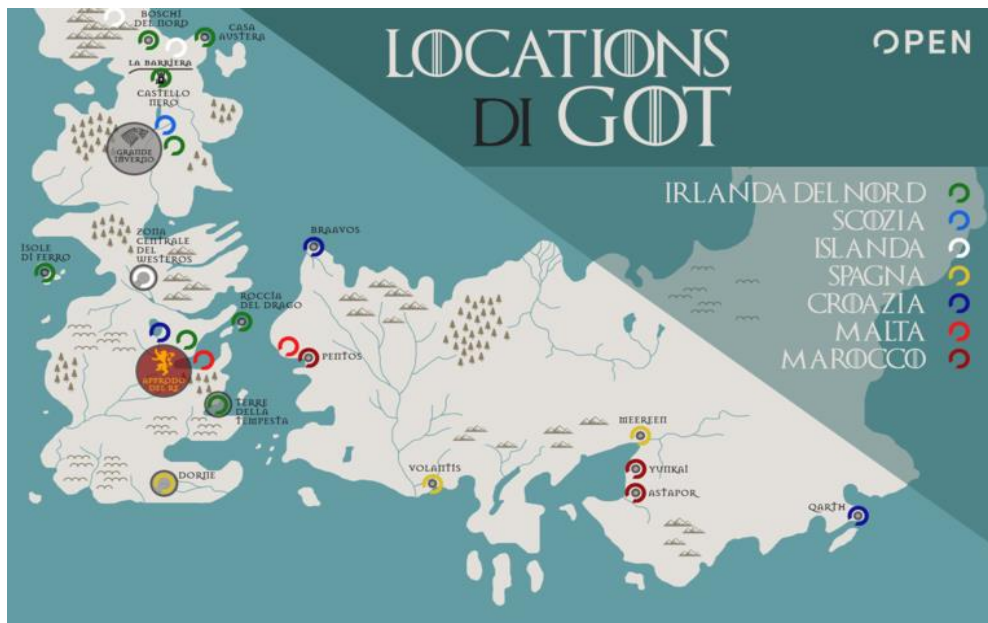 LOCATIONS
DI GOT
OPEN
IRLANDA DEL NORD
SCOZIA
ISLANDA
SPAGNA
CROAZIA
MALTA
MAROCCO
BOSCHI
DEL NORD
CASA
AUSTERA
LA BARRIERA
CASTELLO
NERO
GRANDE
INVERNO
ZONA
CENTRALE
DEL
WESTEROS
ISOLE
DI FERRO
BRAAVOS
ROCCIA
DEL DRAGO
PENTOS
APPRODO
DEL RE
TERRE
DELLA
TEMPESTA
DORNE
VOLANTIS
MEEREEN
YUNKAI
ASTAPOR
QARTH